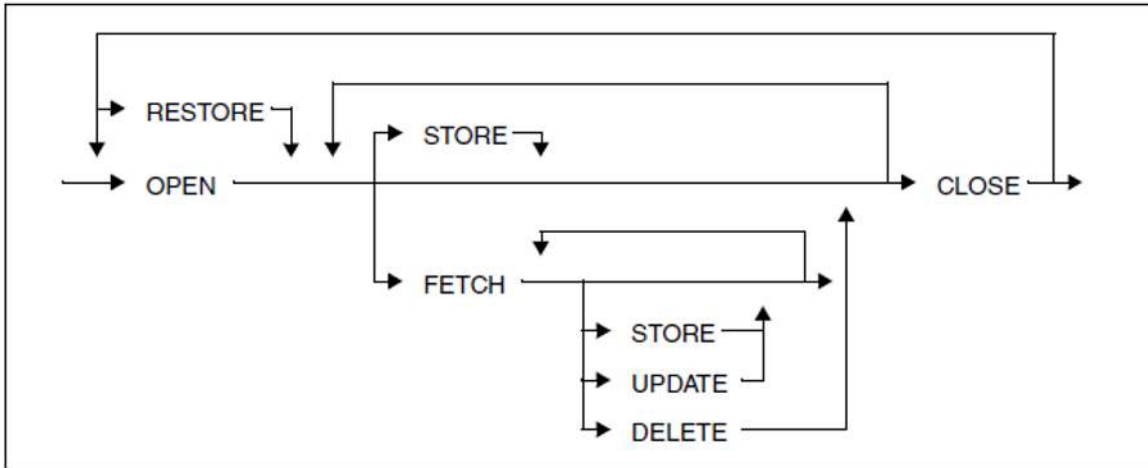 RESTORE
STORE
OPEN
CLOSE
FETCH
STORE
UPDATE
DELETE